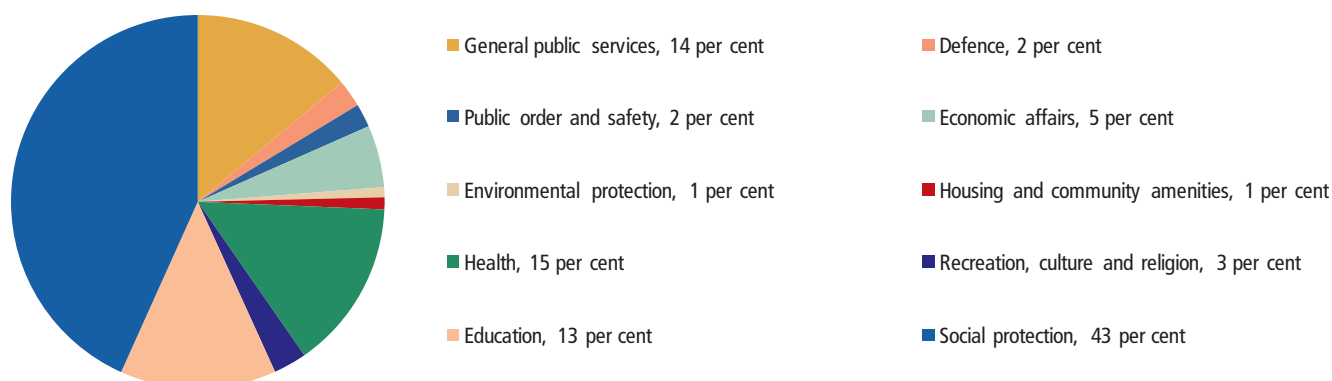 General public services, 14 per cent
Defence, 2 per cent
Public order and safety, 2 per cent
Economic affairs, 5 per cent
Environmental protection, 1 per cent
Housing and community amenities, 1 per cent
Health, 15 per cent
Recreation, culture and religion, 3 per cent
Education, 13 per cent
Social protection, 43 per cent